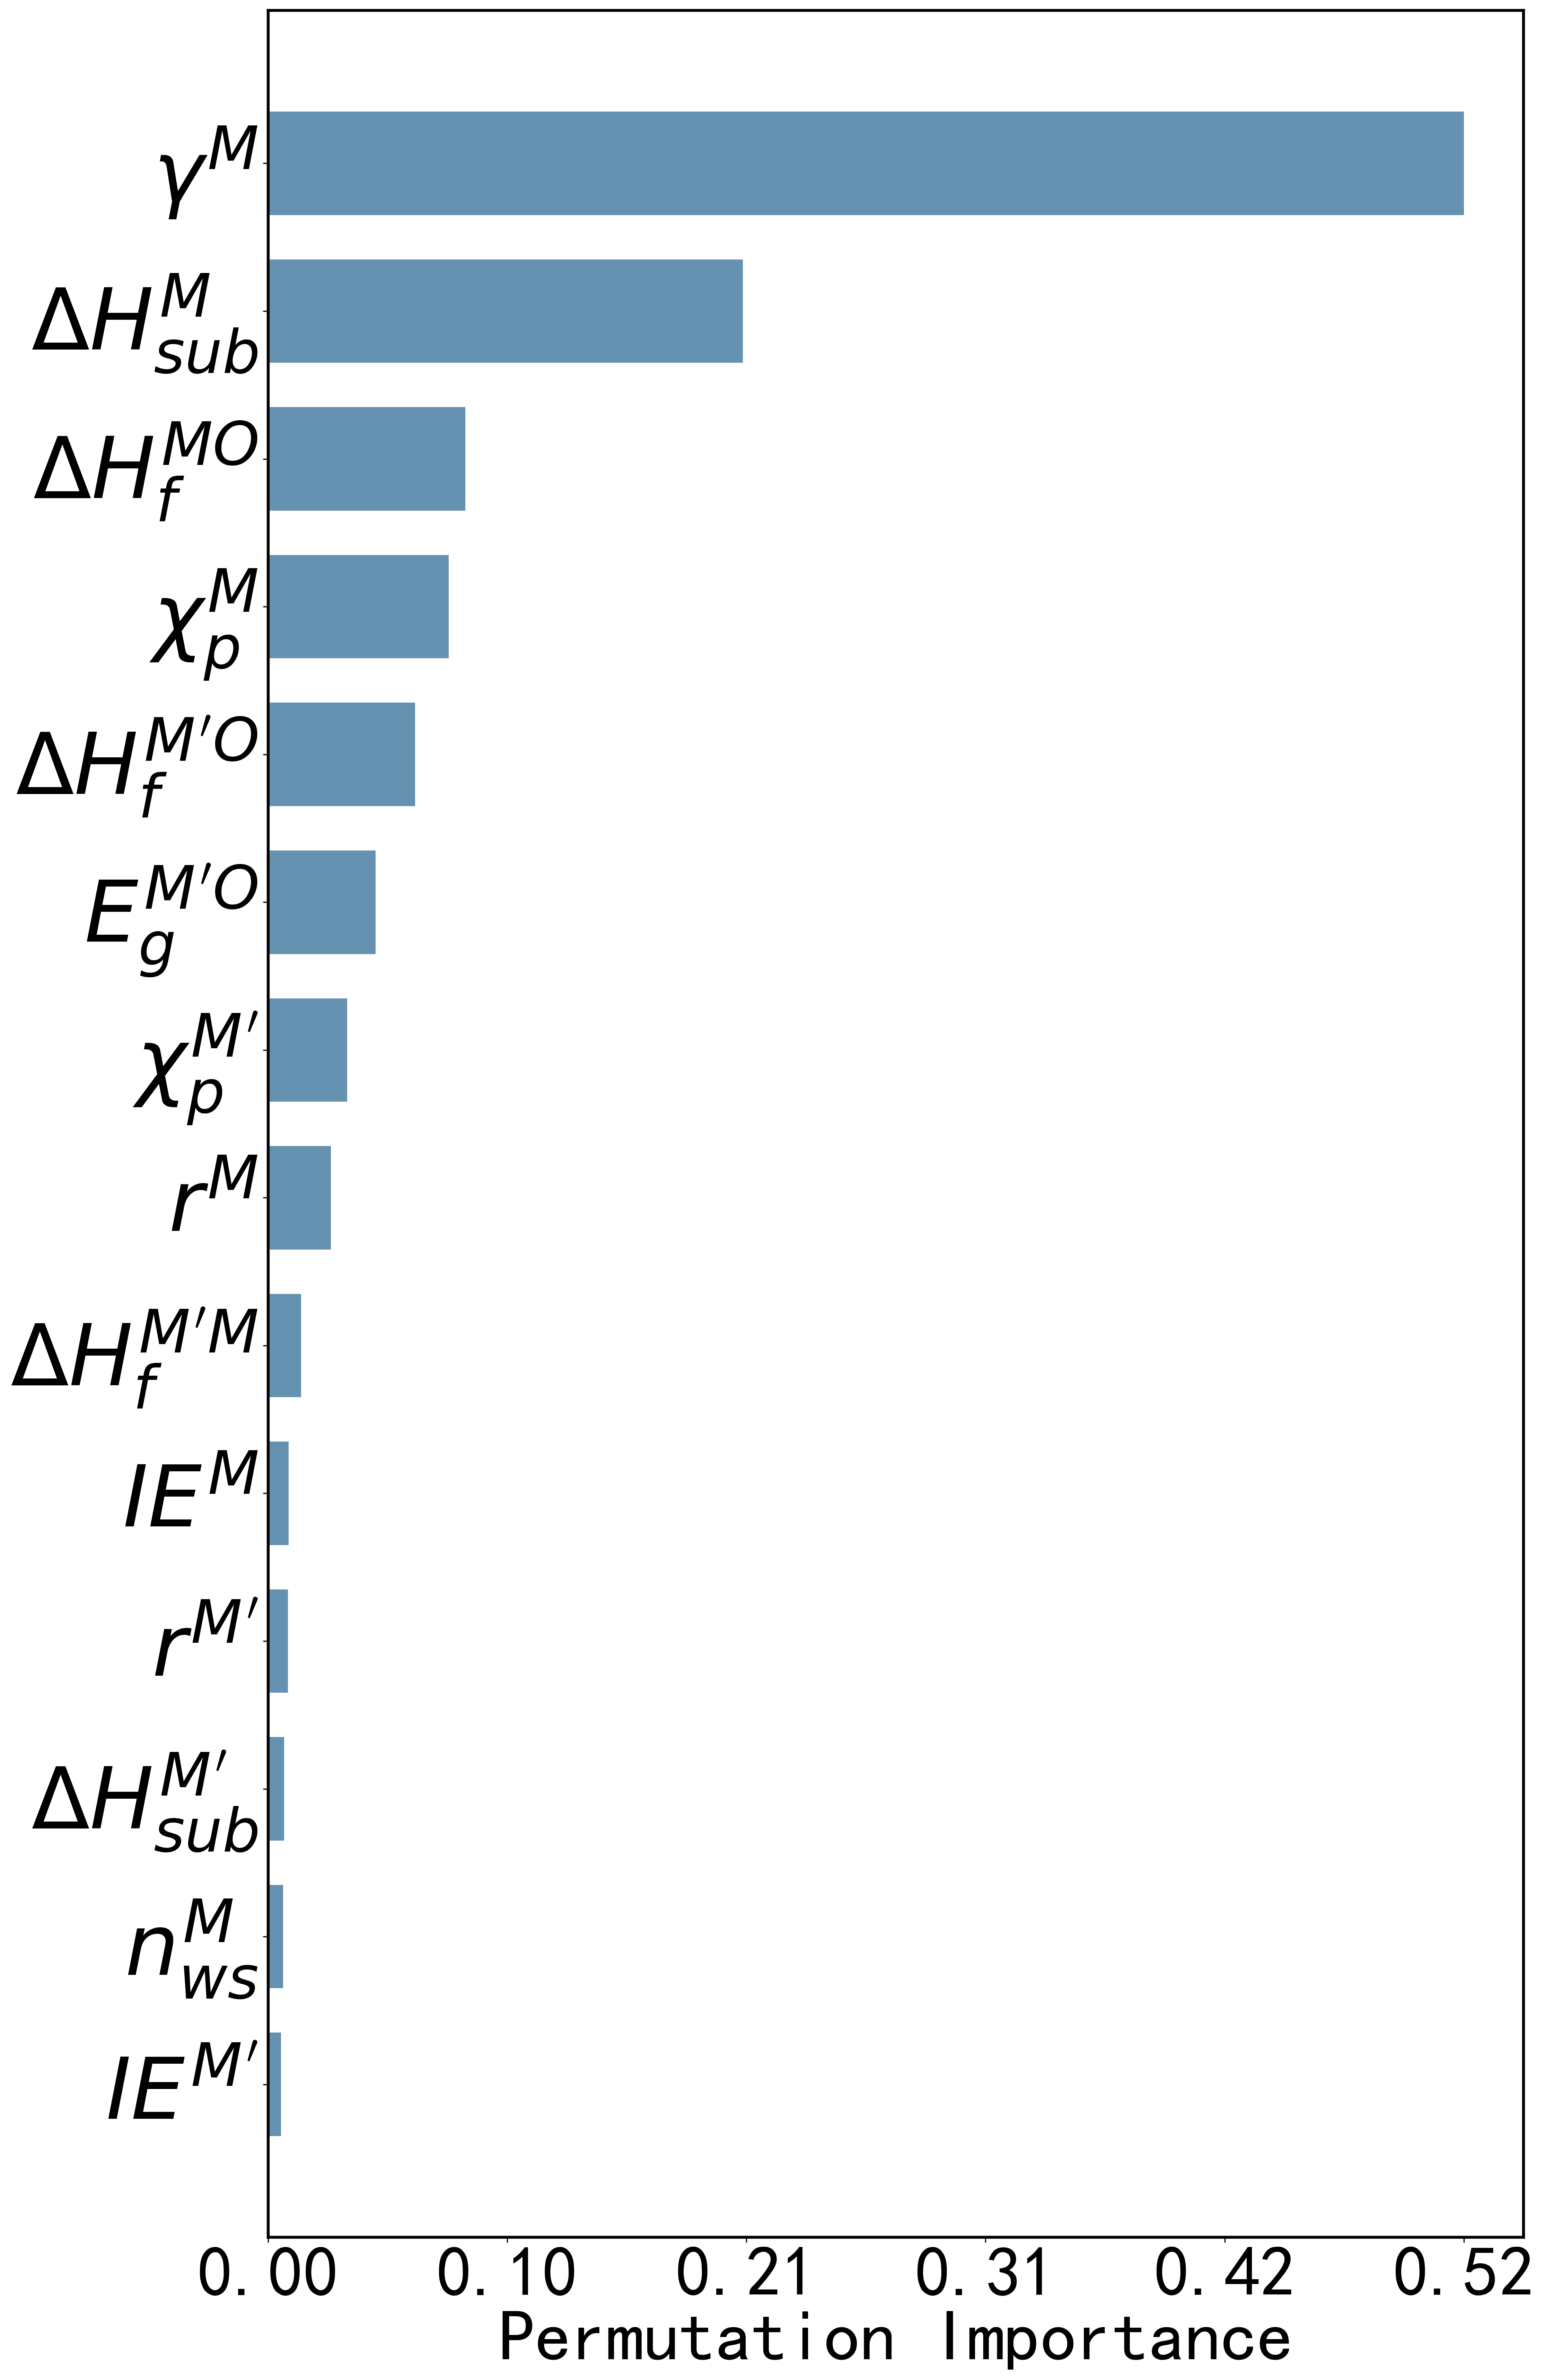 γ^M
ΔH_sub^M
ΔH_f^MO
χ_p^M
ΔH_f^M′O
E_g^M′O
χ_p^M′
r^M
ΔH_f^M′M
IE^M
r^M′
ΔH_sub^M′
n_ws^M
IE^M′
0.00 0.10 0.21 0.31 0.42 0.52
Permutation Importance